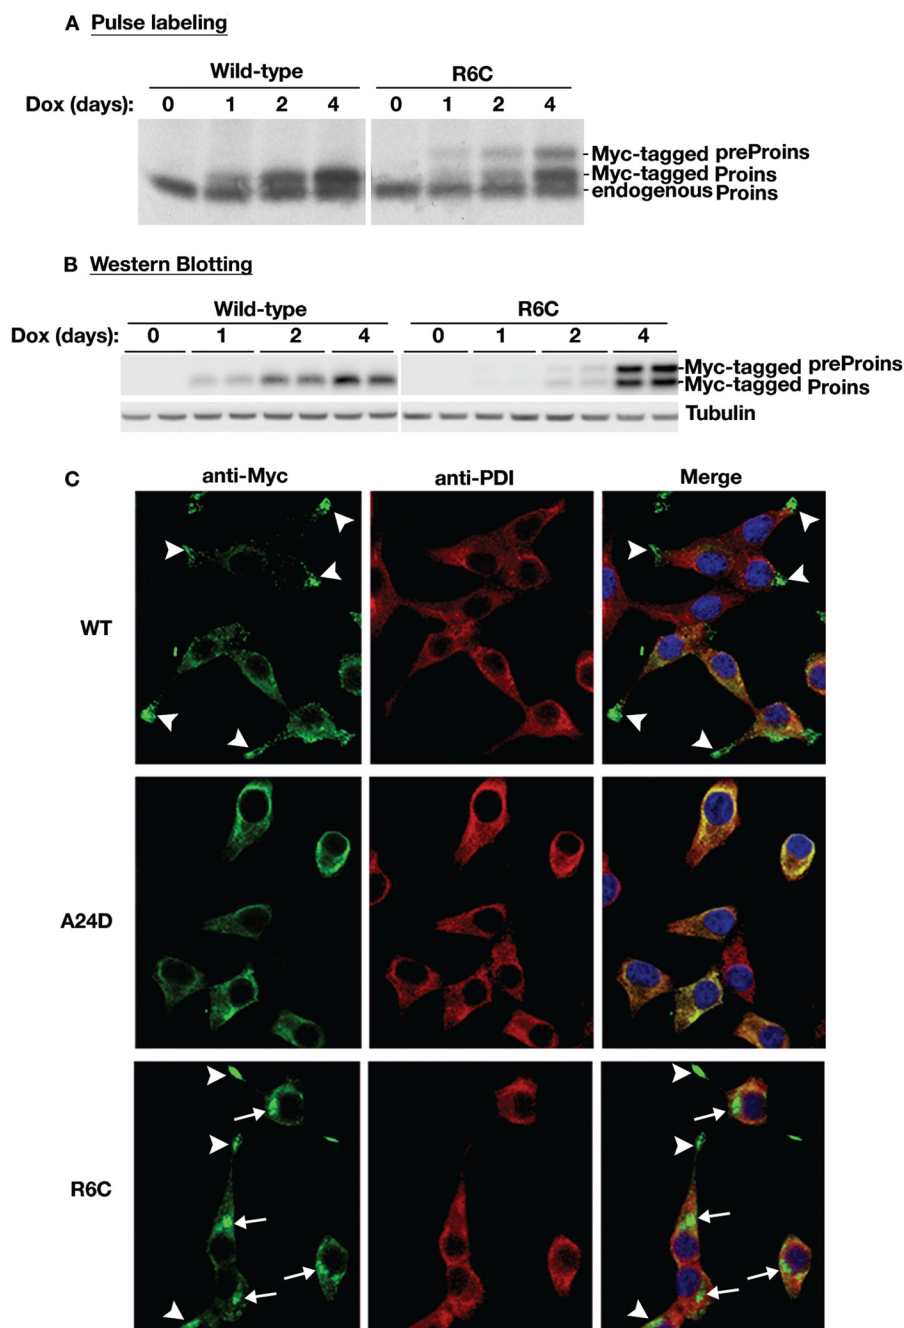 A Pulse labeling
Wild-type R6C
Dox (days): 0 1 2 4 0 1 2 4
Myc-tagged preProins
Myc-tagged Proins
endogenous Proins
B Western Blotting
Wild-type R6C
Dox (days): 0 1 2 4 0 1 2 4
Myc-tagged preProins
Myc-tagged Proins
Tubulin
C anti-Myc anti-PDI Merge
WT
A24D
R6C